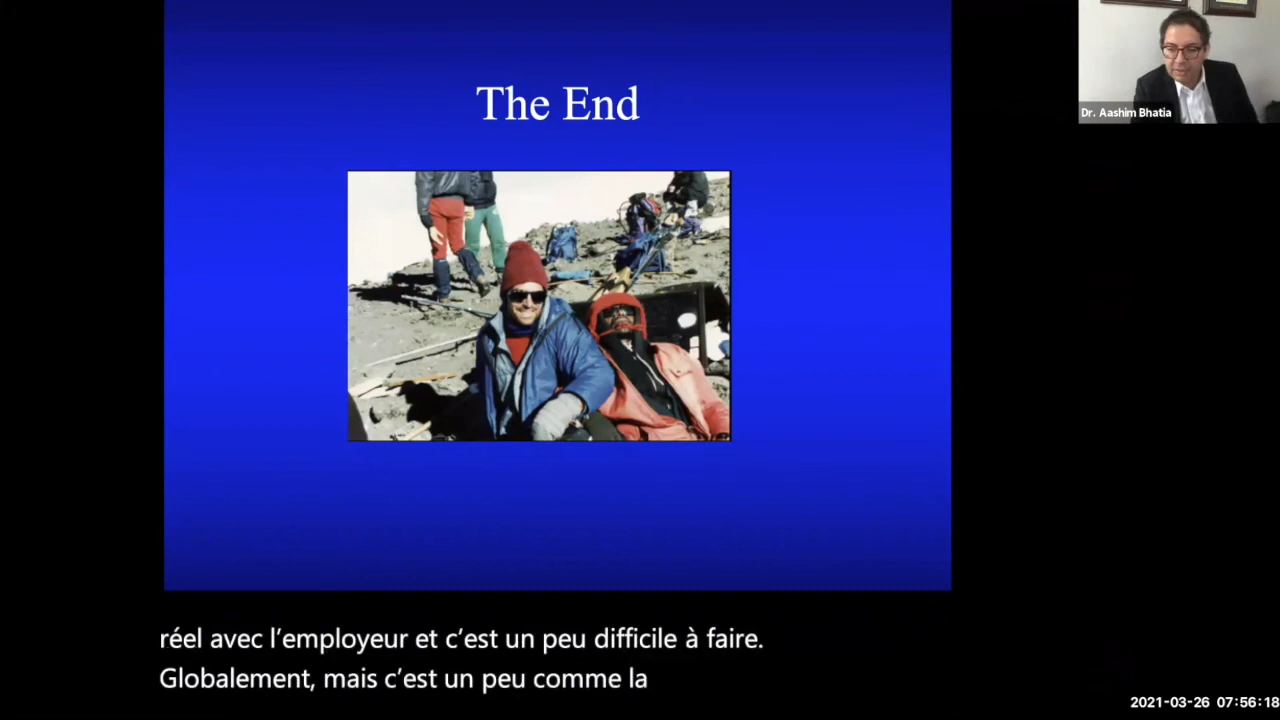 The End
Dr. Aashim Bhatia
réel avec l’employeur et c’est un peu difficile à faire.
Globalement, mais c’est un peu comme la
2021-03-26 07:56:18